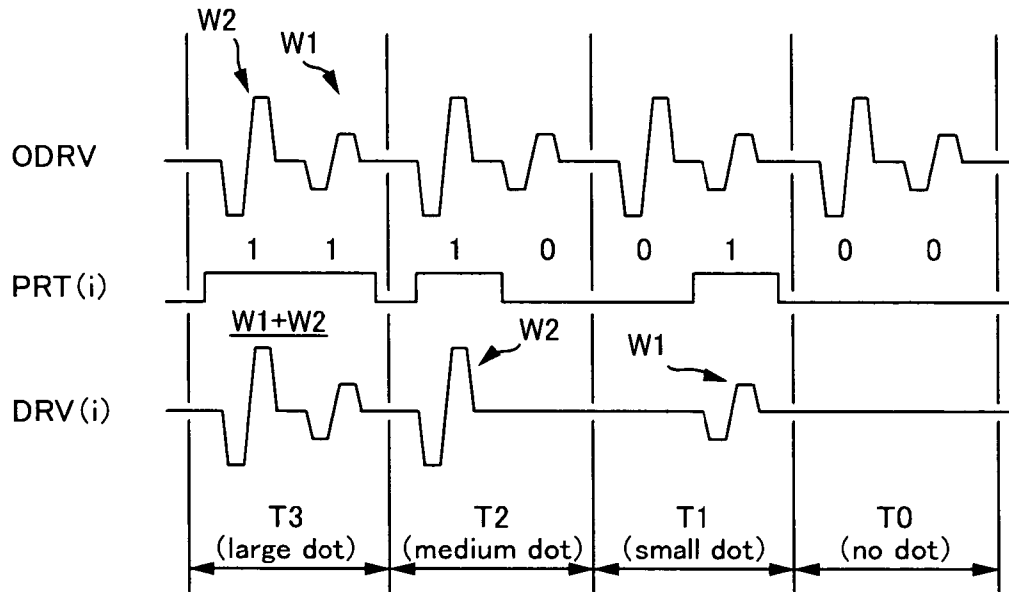 W2
W1
ODRV
1 1 1 0 0 1 0 0
PRT(i)
W1+W2
W2
W1
DRV(i)
T3 T2 T1 T0
(large dot) (medium dot) (small dot) (no dot)